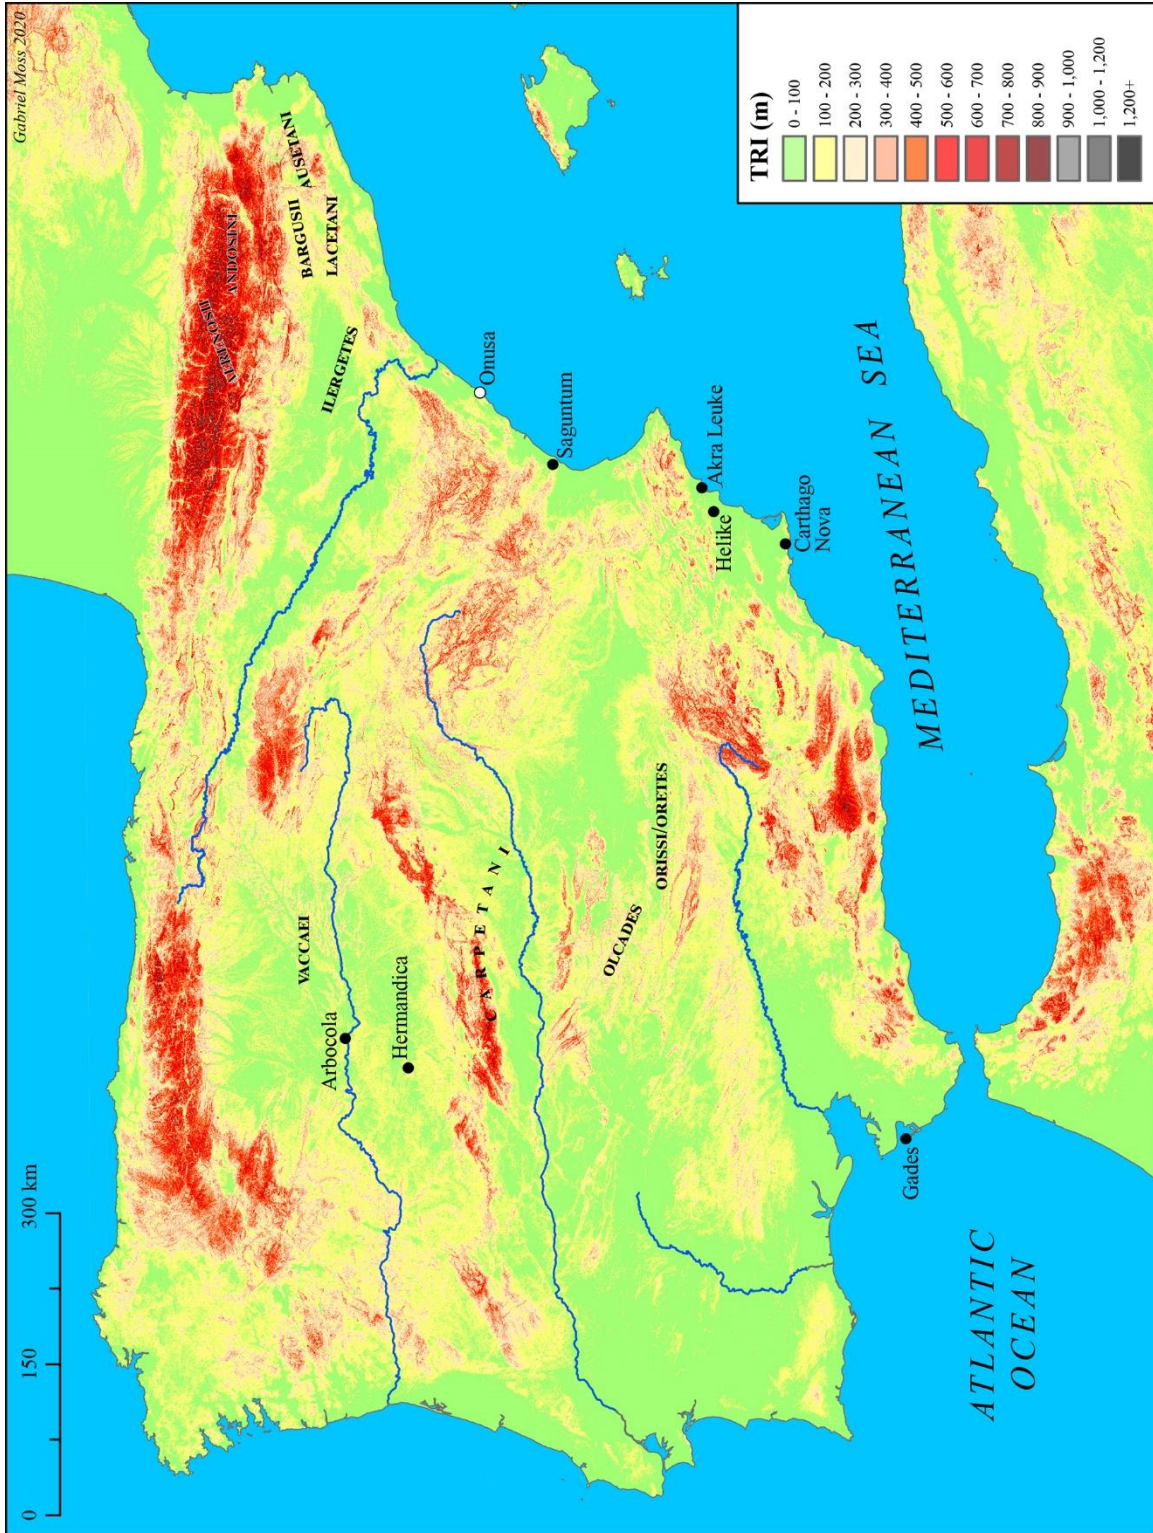 Gabriel Moss 2020
0 150 300 km
VERENOSII
ANDOSINI
BARGUSII
AUSETANI
LACETANI
ILERGETES
VACCAEI
Arbocola
Hermandica
CARPETANI
Onusa
Saguntum
OLCADES
ORISSI/ORETES
Akra Leuke
Helike
Carthago
Nova
Gades
MEDITERRANEAN SEA
ATLANTIC
OCEAN
TRI (m)
0 - 100
100 - 200
200 - 300
300 - 400
400 - 500
500 - 600
600 - 700
700 - 800
800 - 900
900 - 1,000
1,000 - 1,200
1,200+